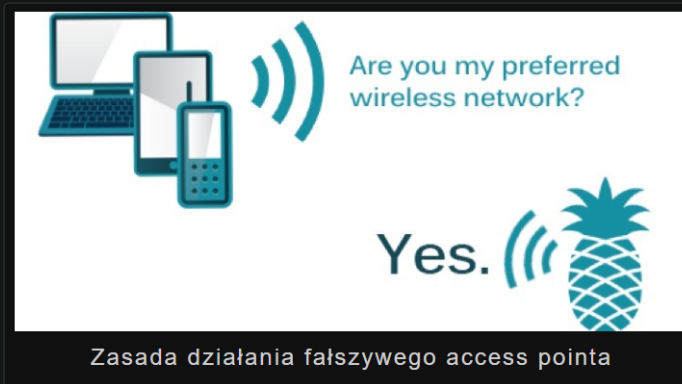 Are you my preferred
wireless network?
Yes.
Zasada działania fałszywego access pointa